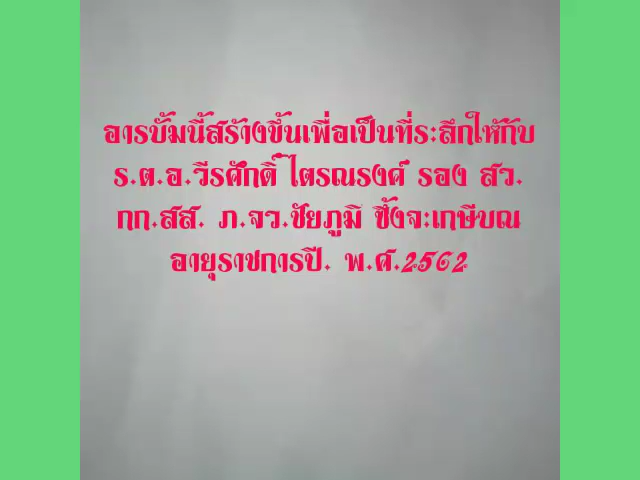 อารบั้มนี้สร้างขึ้นเพื่อเป็นที่ระลึกให้กับ
ร.ต.อ.วีรศักดิ์ ไตรณรงค์ รอง สว.
กก.สส. ภ.จว.ชัยภูมิ ซึ้งจะเกษีบณ
อายุราชการปี. พ.ศ.2562